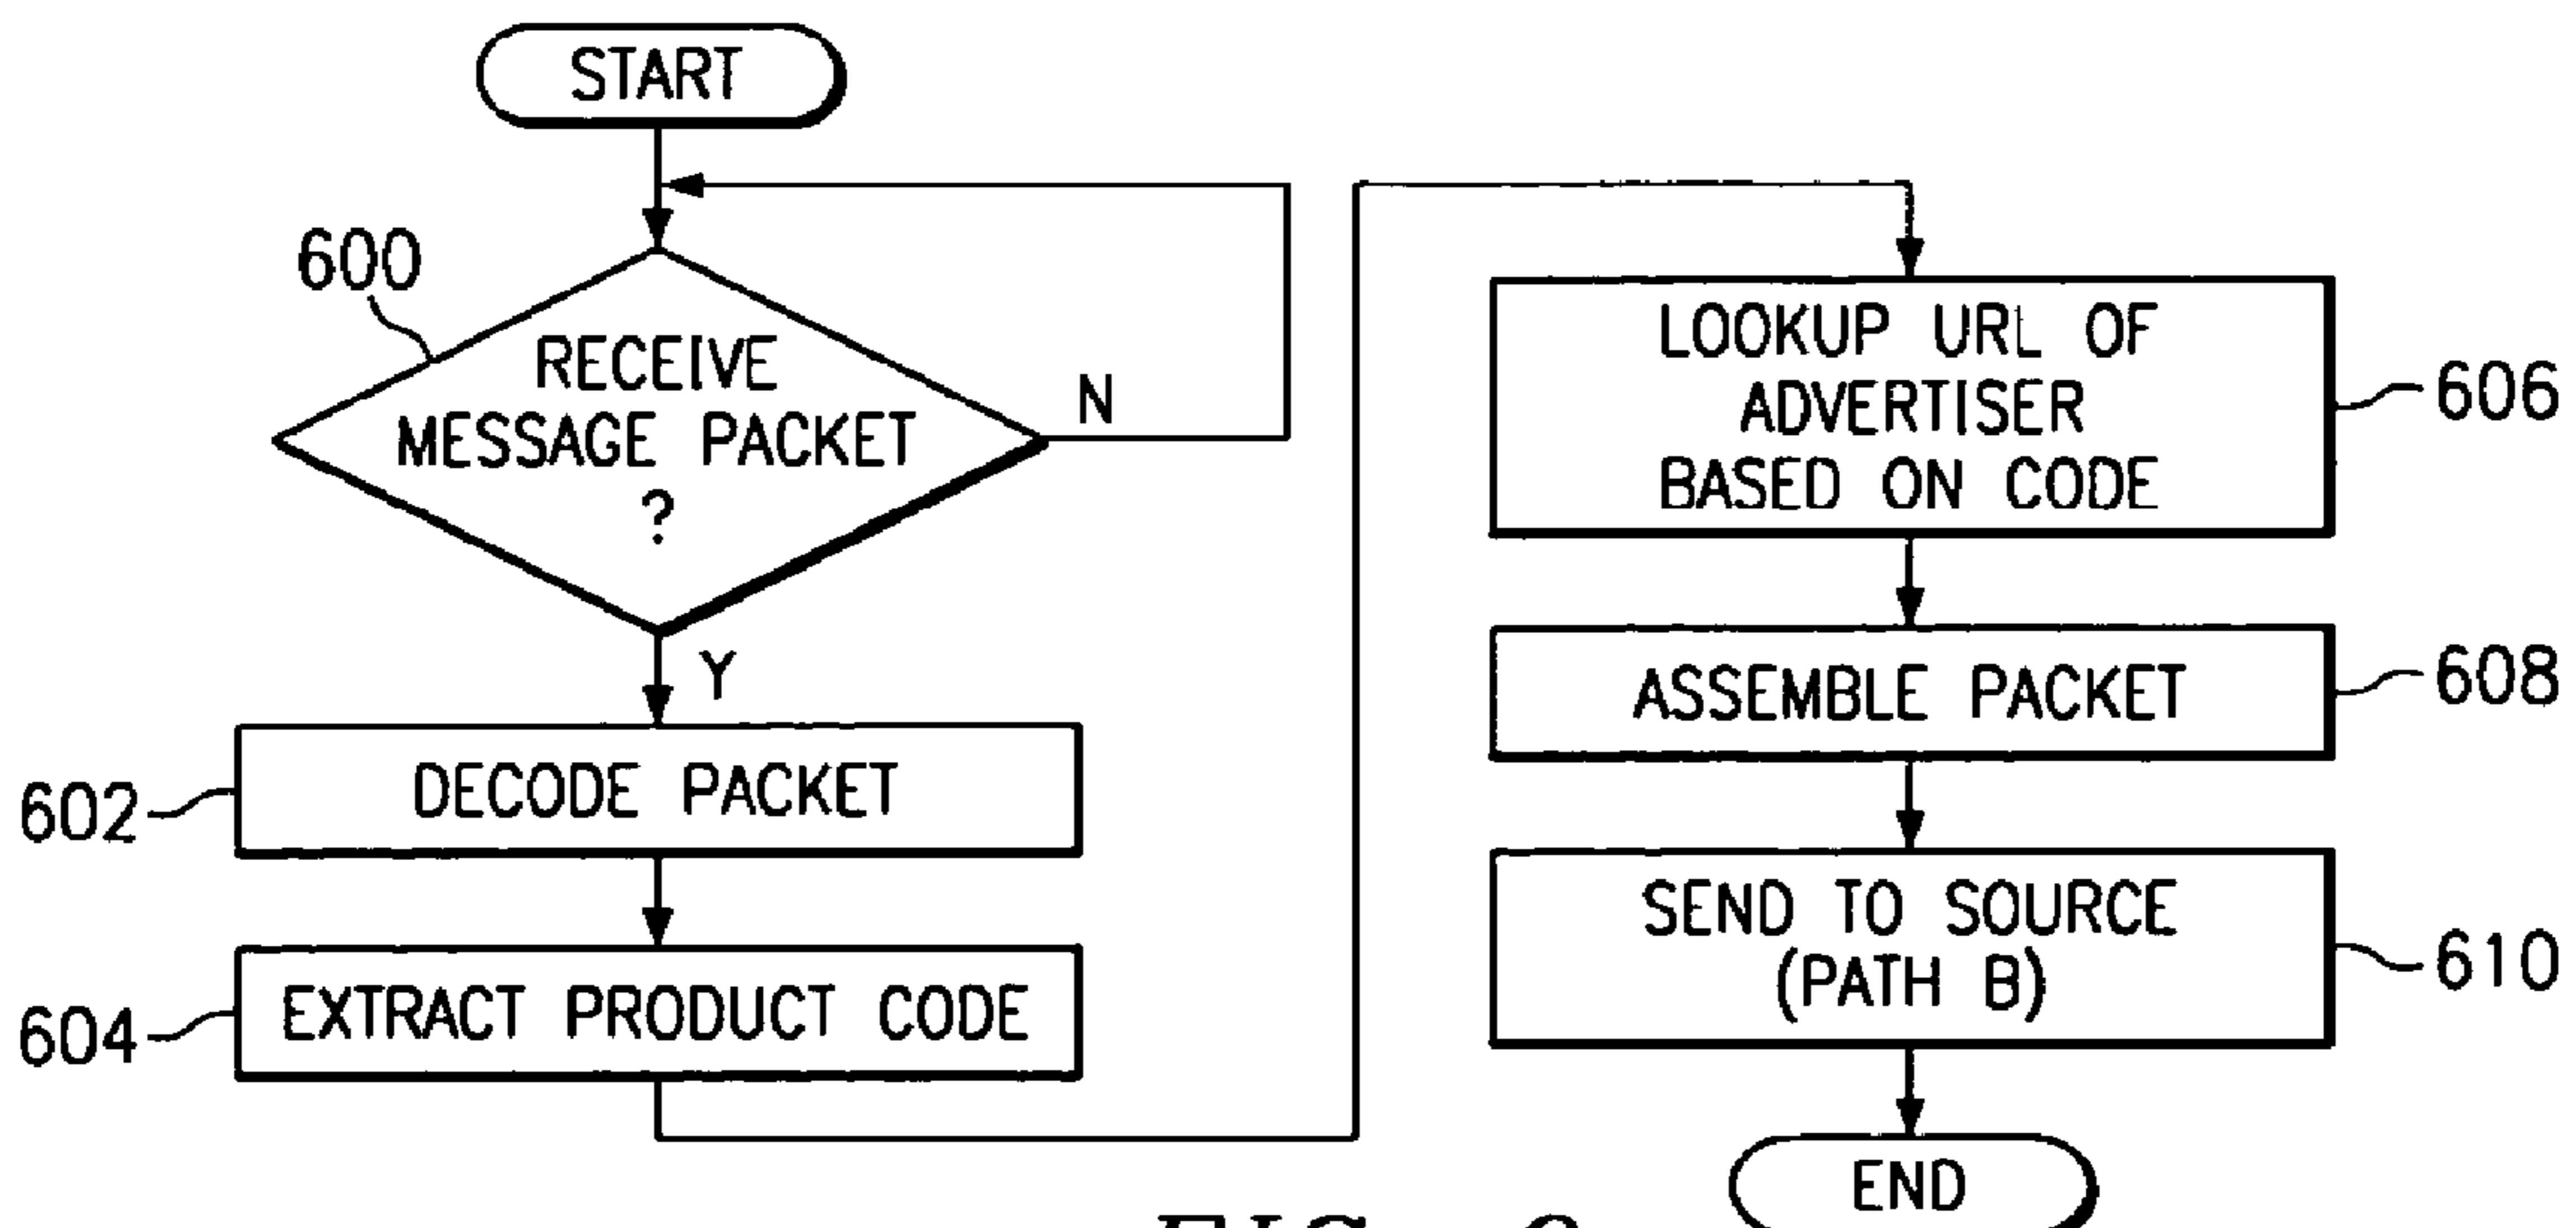 START
600
RECEIVE
MESSAGE PACKET
?
N
Y
602
DECODE PACKET
604
EXTRACT PRODUCT CODE
LOOKUP URL OF
ADVERTISER
BASED ON CODE
606
ASSEMBLE PACKET
608
SEND TO SOURCE
(PATH B)
610
END